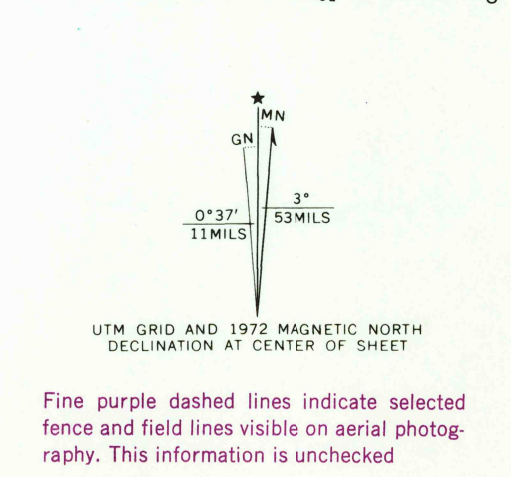 MN
GN
3°
0°37'
53 MILS
11 MILS
UTM GRID AND 1972 MAGNETIC NORTH
DECLINATION AT CENTER OF SHEET
Fine purple dashed lines indicate selected
fence and field lines visible on aerial photog-
raphy. This information is unchecked